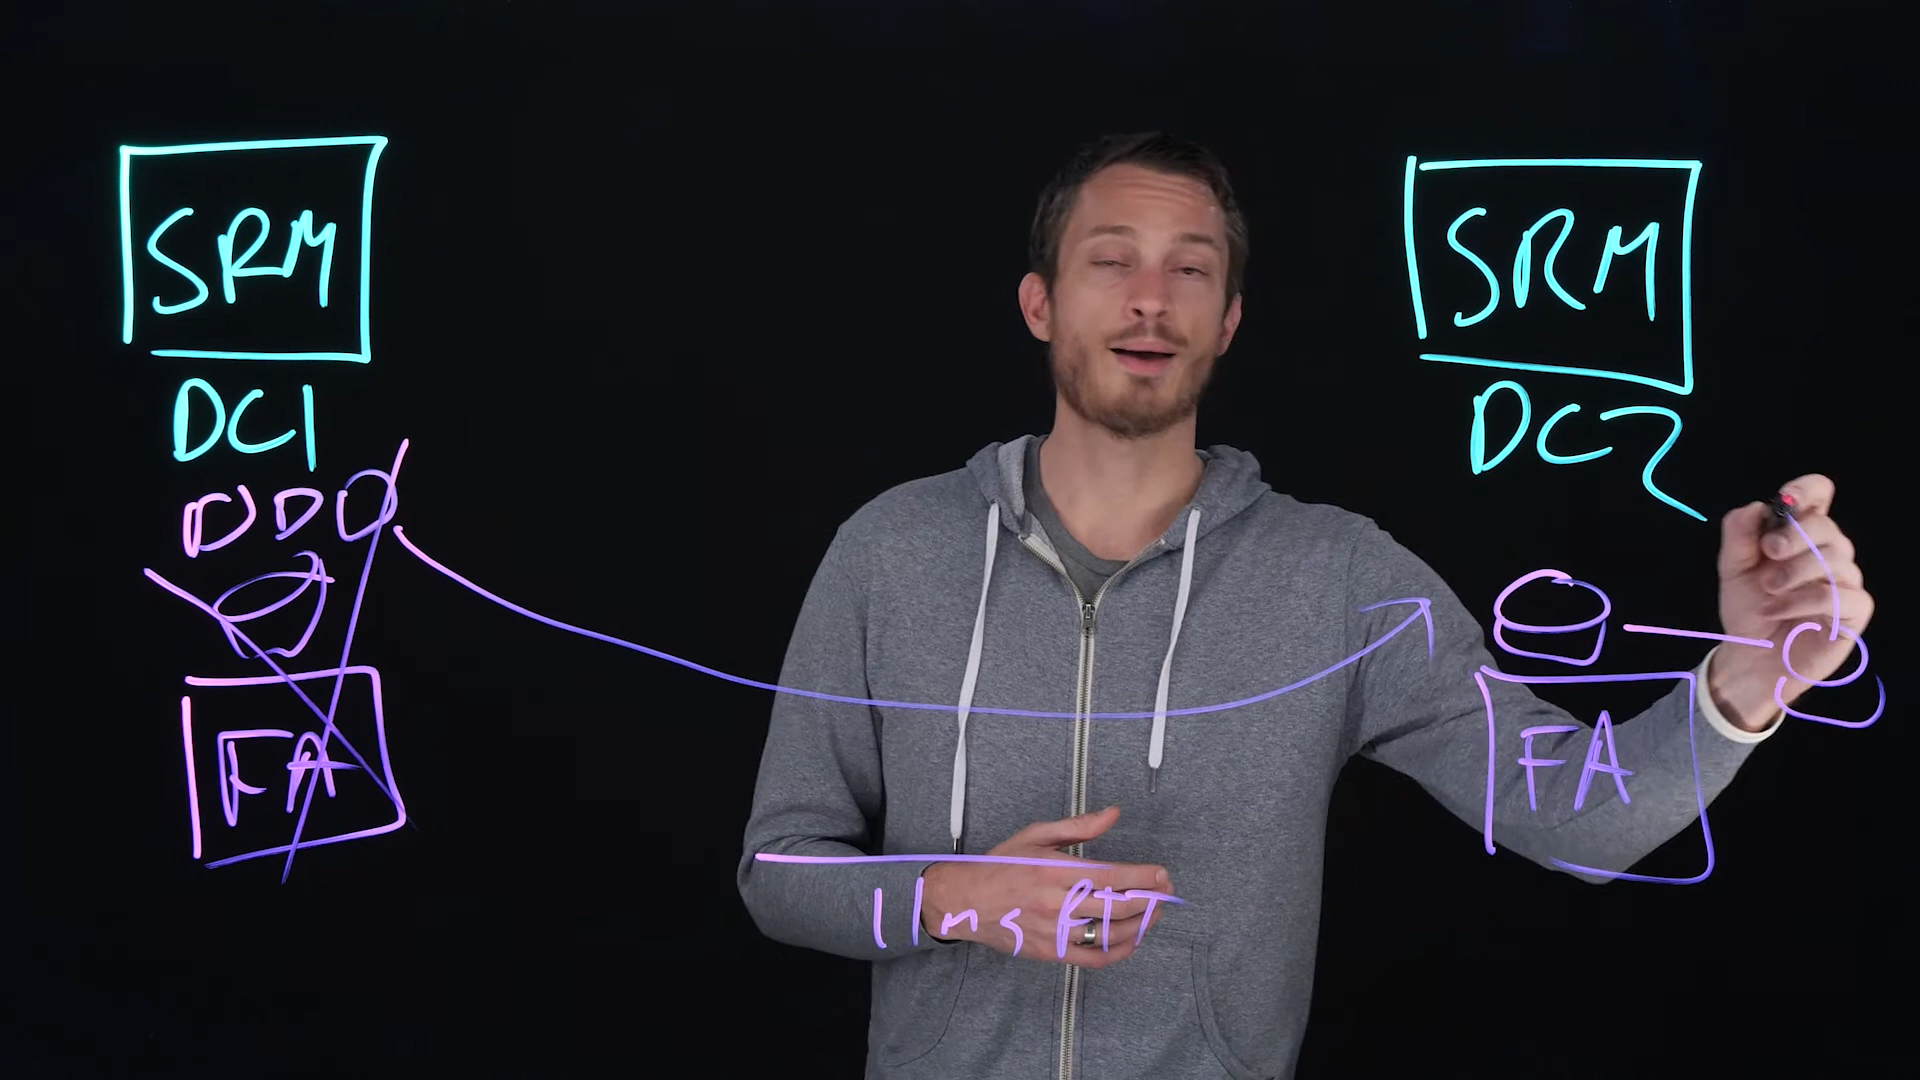 SRM
DC1
FA
SRM
DC2
FA
11ms RTT